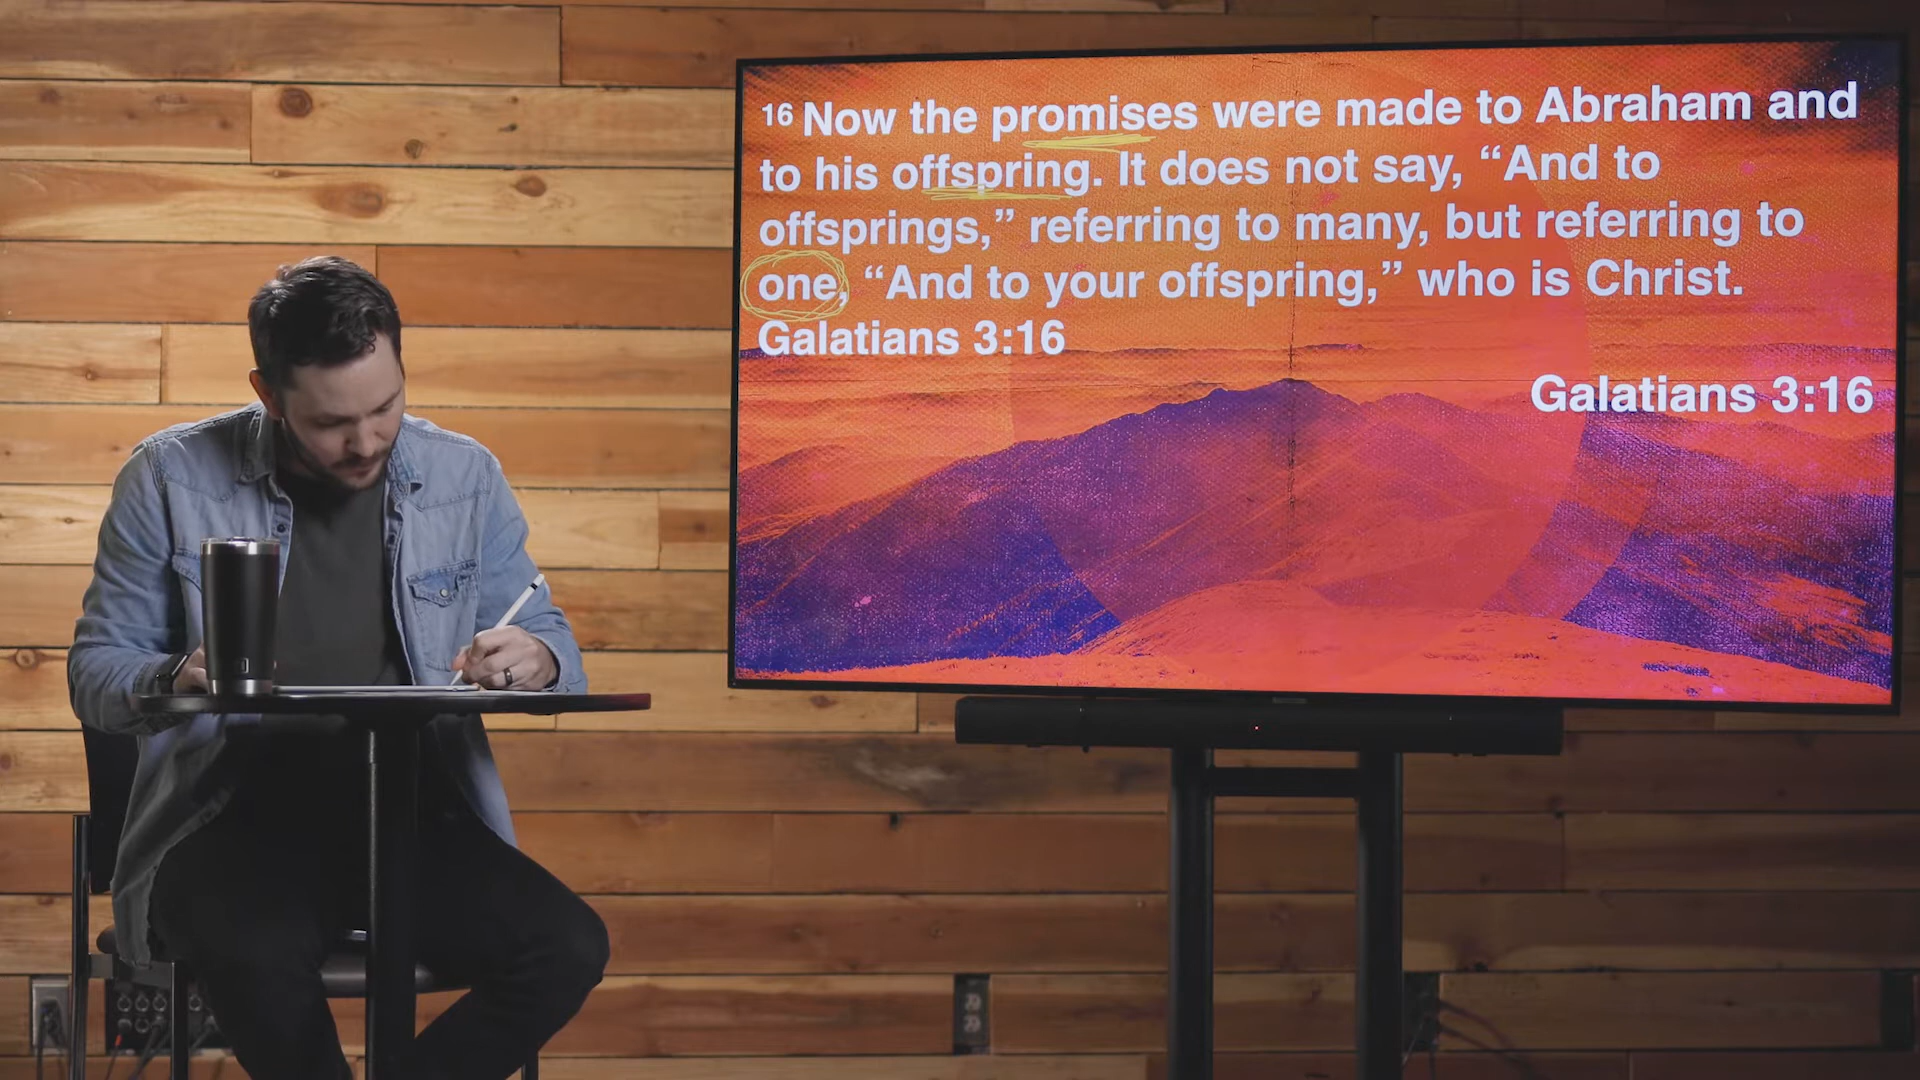 16 Now the promises were made to Abraham and
to his offspring. It does not say, “And to
offsprings,” referring to many, but referring to
one, “And to your offspring,” who is Christ.
Galatians 3:16
Galatians 3:16